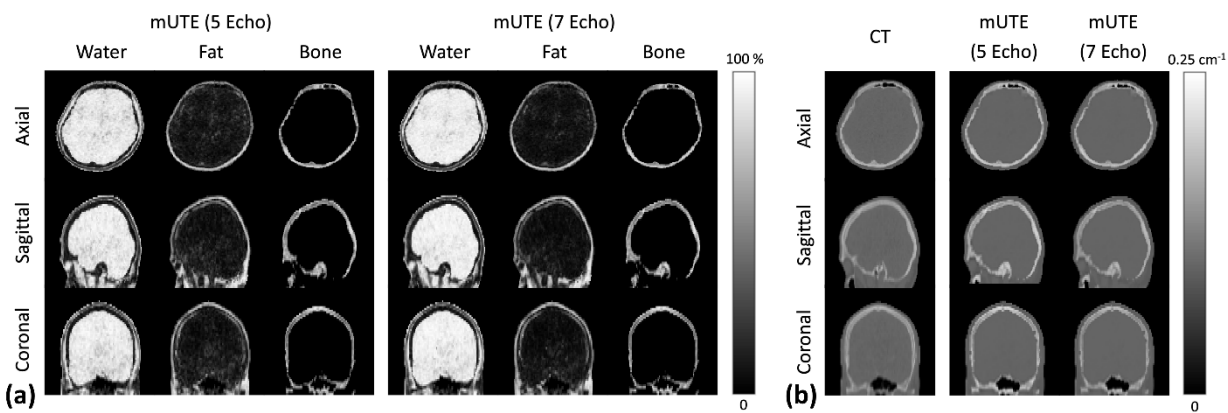 mUTE (5 Echo)
Water Fat Bone
mUTE (7 Echo)
Water Fat Bone
100 %
Axial
Sagittal
Coronal
0
(a)
CT
mUTE
(5 Echo)
mUTE
(7 Echo)
0.25 cm⁻¹
Axial
Sagittal
Coronal
0
(b)